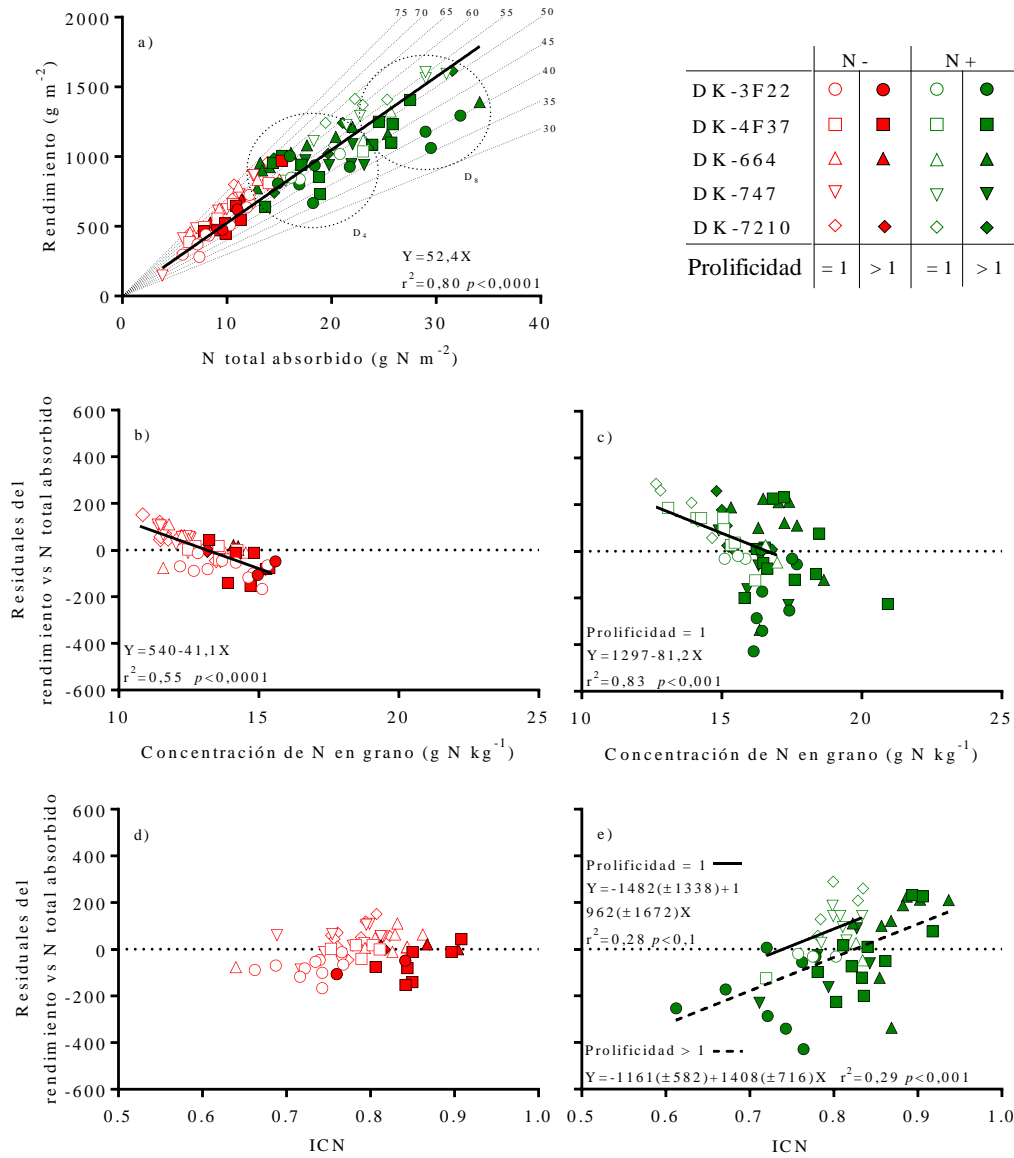 a)
75 70 65 60 55 50
45
40
35
30
2000
1500
1000
500
0
Rendimiento (g m-2)
D4
D8
Y=52,4X
r2=0,80 p<0,0001
0 10 20 30 40
N total absorbido (g N m-2)
N - N +
DK-3F22
DK-4F37
DK-664
DK-747
DK-7210
Prolificidad = 1 > 1 = 1 > 1
b)
600
400
200
0
-200
-400
-600
Residuales del
rendimiento vs N total absorbido
Y=540-41,1X
r2=0,55 p<0,0001
10 15 20 25
Concentración de N en grano (g N kg-1)
c)
Prolificidad = 1
Y=1297-81,2X
r2=0,83 p<0,001
10 15 20 25
Concentración de N en grano (g N kg-1)
d)
600
400
200
0
-200
-400
-600
Residuales del
rendimiento vs N total absorbido
0.5 0.6 0.7 0.8 0.9 1.0
ICN
e)
Prolificidad = 1
Y=-1482(±1338)+1
962(±1672)X
r2=0,28 p<0,1
Prolificidad > 1
Y=-1161(±582)+1408(±716)X r2=0,29 p<0,001
0.5 0.6 0.7 0.8 0.9 1.0
ICN